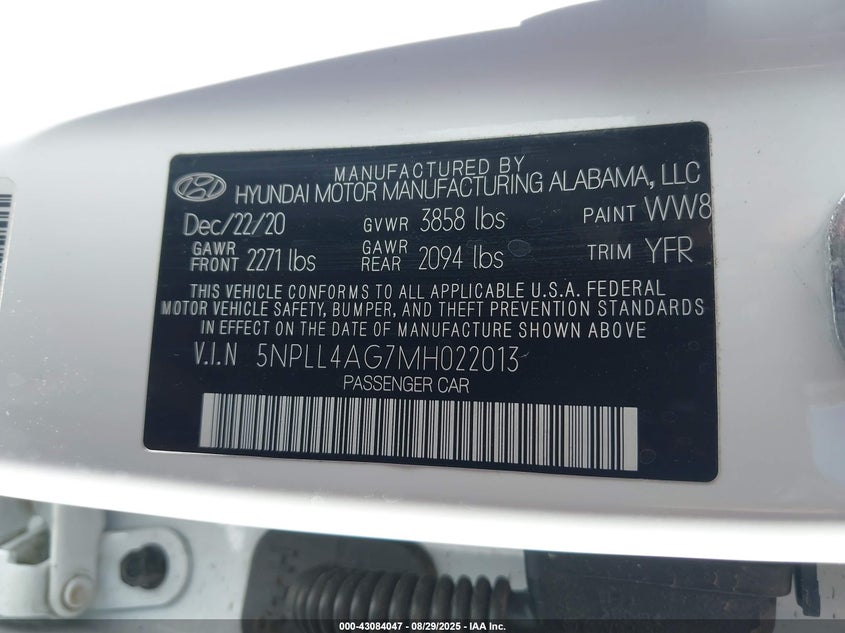 MANUFACTURED BY
HYUNDAI MOTOR MANUFACTURING ALABAMA, LLC
Dec/22/20 GVWR 3858 lbs PAINT WW8
GAWR FRONT 2271 lbs GAWR REAR 2094 lbs TRIM YFR
THIS VEHICLE CONFORMS TO ALL APPLICABLE U.S.A. FEDERAL
MOTOR VEHICLE SAFETY, BUMPER, AND THEFT PREVENTION STANDARDS
IN EFFECT ON THE DATE OF MANUFACTURE SHOWN ABOVE
V.I.N 5NPLL4AG7MH022013
PASSENGER CAR
000-43084047 - 08/29/2025 - IAA Inc.